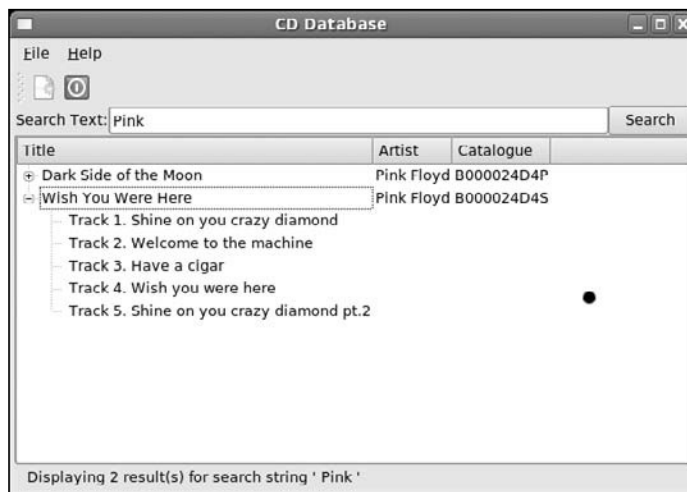 CD Database
File Help
Search Text: Pink Search
Title Artist Catalogue
Dark Side of the Moon Pink Floyd B000024D4P
Wish You Were Here Pink Floyd B000024D4S
Track 1. Shine on you crazy diamond
Track 2. Welcome to the machine
Track 3. Have a cigar
Track 4. Wish you were here
Track 5. Shine on you crazy diamond pt.2
Displaying 2 result(s) for search string ' Pink '